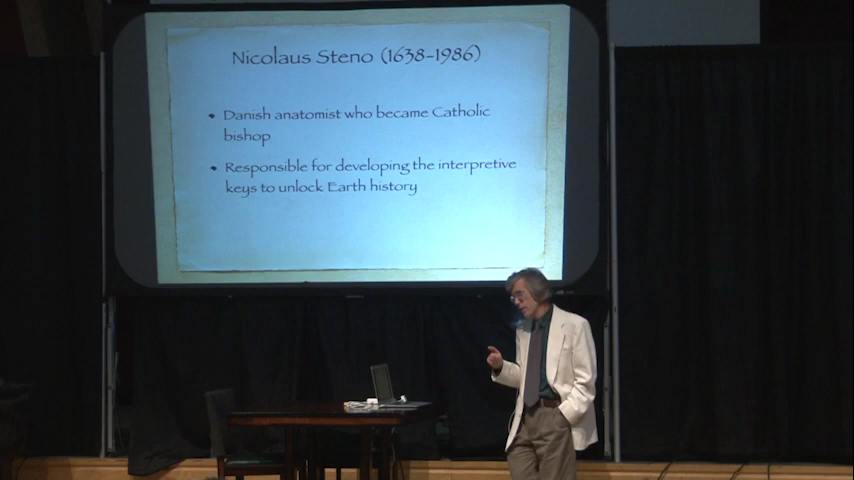 Nicolaus Steno (1638-1986)
• Danish anatomist who became Catholic
bishop
• Responsible for developing the interpretive
keys to unlock Earth history